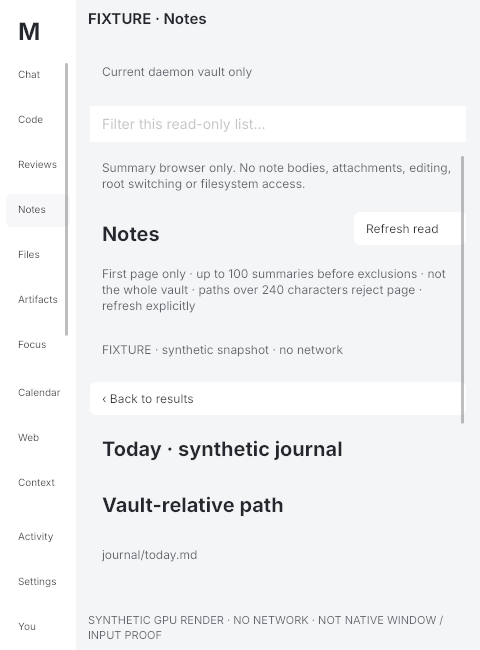 M
Chat
Code
Reviews
Notes
Files
Artifacts
Focus
Calendar
Web
Context
Activity
Settings
You
FIXTURE · Notes
Current daemon vault only
Filter this read-only list...
Summary browser only. No note bodies, attachments, editing,
root switching or filesystem access.
Notes
Refresh read
First page only · up to 100 summaries before exclusions · not
the whole vault · paths over 240 characters reject page ·
refresh explicitly
FIXTURE · synthetic snapshot · no network
‹ Back to results
Today · synthetic journal
Vault-relative path
journal/today.md
SYNTHETIC GPU RENDER · NO NETWORK · NOT NATIVE WINDOW /
INPUT PROOF